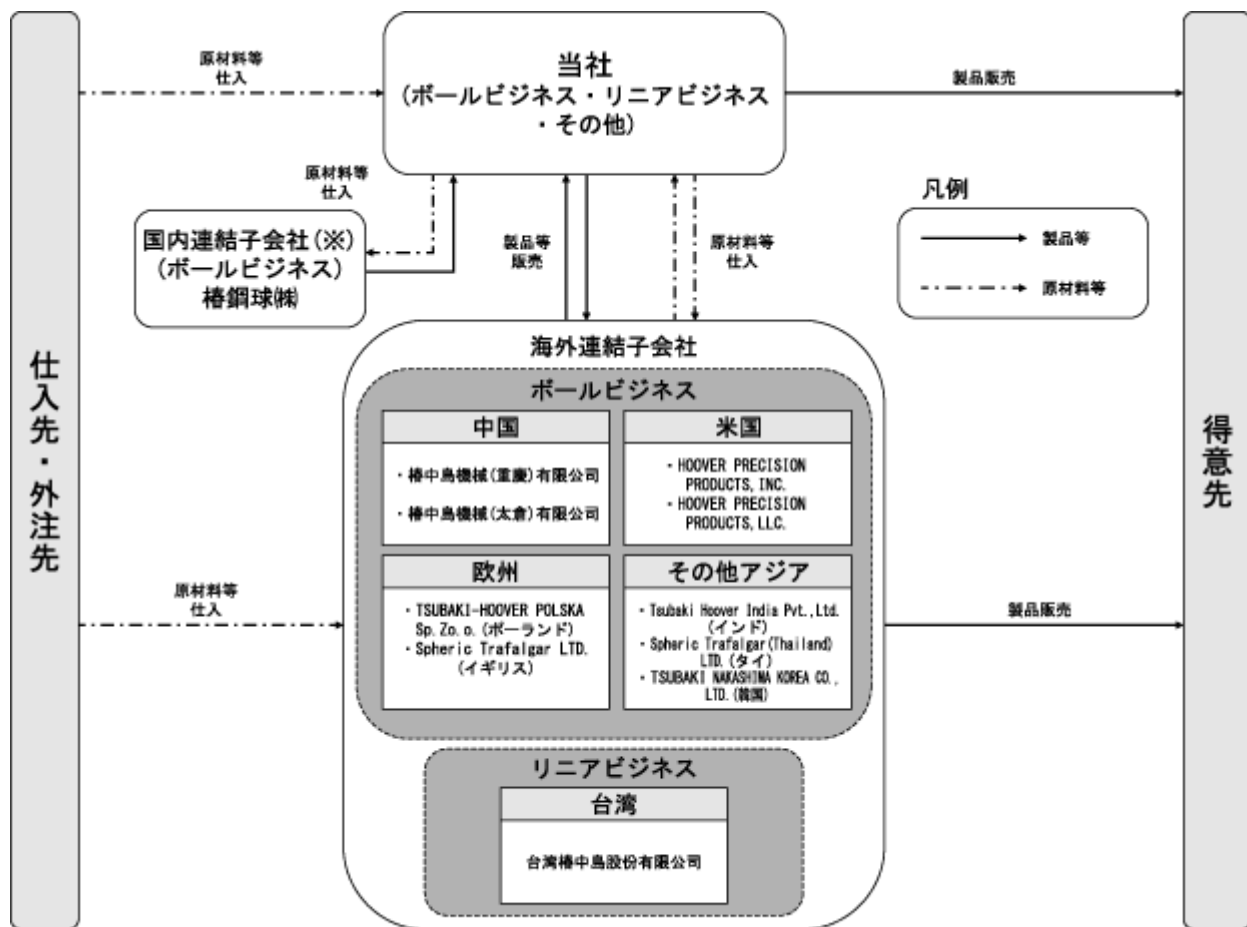 当社
(ボールビジネス・リニアビジネス
・その他)
原材料等
仕入
製品販売
原材料等
仕入
国内連結子会社(※)
(ボールビジネス)
椿鋼球㈱
製品等
販売
原材料等
仕入
凡例
製品等
原材料等
仕入先・外注先
得意先
海外連結子会社
ボールビジネス
中国
・椿中島機械(重慶)有限公司
・椿中島機械(太倉)有限公司
米国
・HOOVER PRECISION
PRODUCTS, INC.
・HOOVER PRECISION
PRODUCTS, LLC.
欧州
・TSUBAKI-HOOVER POLSKA
Sp. Zo. o. (ポーランド)
・Spheric Trafalgar LTD.
(イギリス)
その他アジア
・Tsubaki Hoover India Pvt., Ltd.
(インド)
・Spheric Trafalgar(Thailand)
LTD. (タイ)
・TSUBAKI NAKASHIMA KOREA CO.,
LTD. (韓国)
原材料等
仕入
製品販売
リニアビジネス
台湾
台湾椿中島股份有限公司